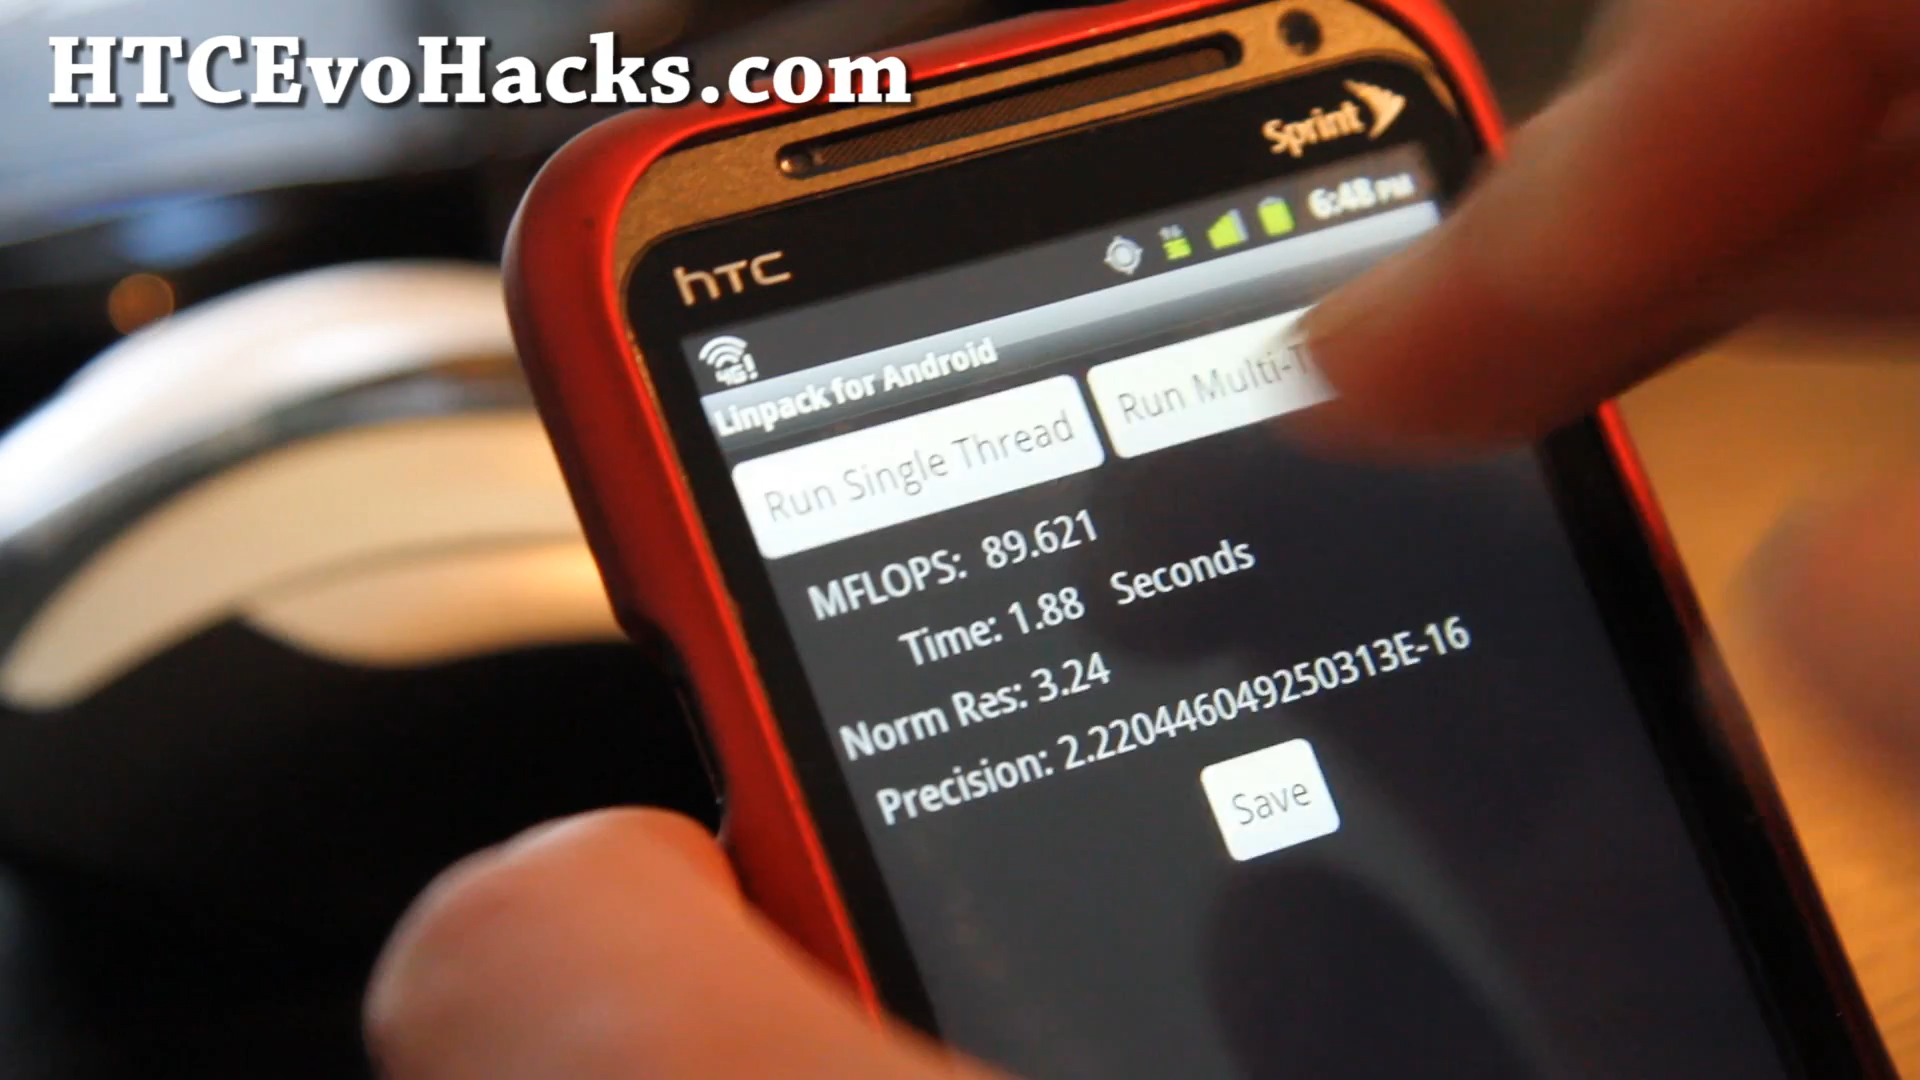 HTCEvoHacks.com
Sprint
6:48 PM
3G
hTC
4G!
Linpack for Android
Run Single Thread
Run Multi-T
MFLOPS: 89.621
Time: 1.88 Seconds
Norm Res: 3.24
Precision: 2.220446049250313E-16
Save